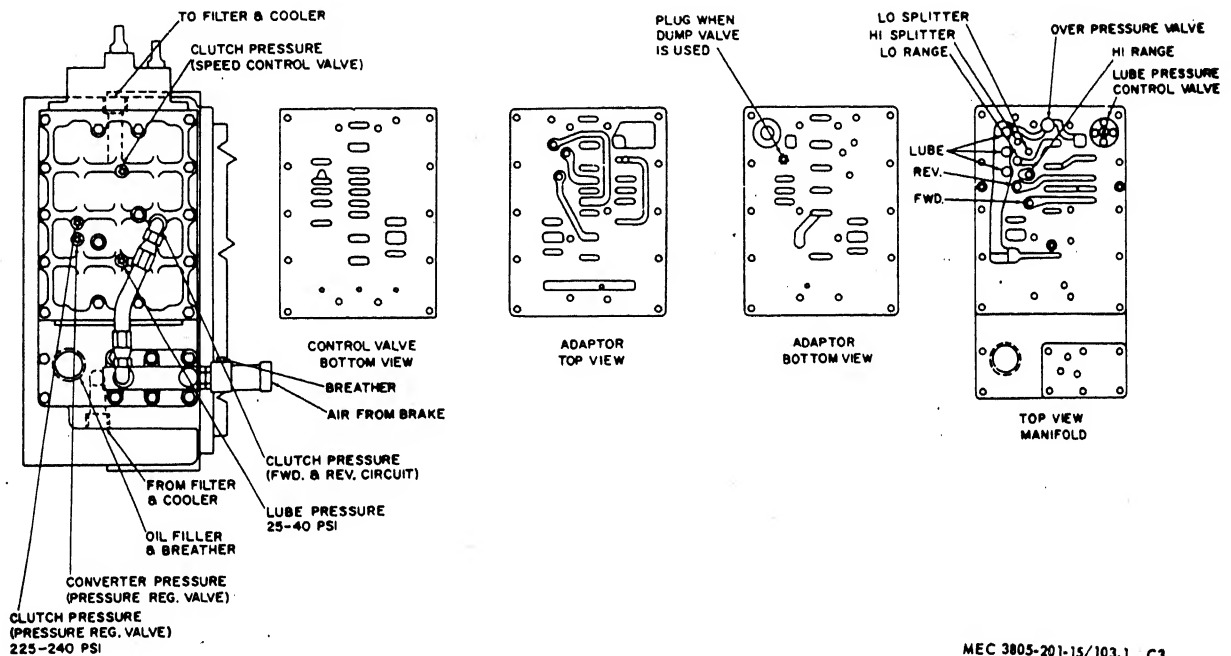 TO FILTER & COOLER
CLUTCH PRESSURE
(SPEED CONTROL VALVE)
PLUG WHEN
DUMP VALVE
IS USED
LO SPLITTER
HI SPLITTER
LO RANGE
OVER PRESSURE VALVE
HI RANGE
LUBE PRESSURE
CONTROL VALVE
LUBE
REV.
FWD.
CONTROL VALVE
BOTTOM VIEW
ADAPTOR
TOP VIEW
ADAPTOR
BOTTOM VIEW
TOP VIEW
MANIFOLD
BREATHER
AIR FROM BRAKE
CLUTCH PRESSURE
(FWD. & REV. CIRCUIT)
LUBE PRESSURE
25-40 PSI
FROM FILTER
& COOLER
OIL FILLER
& BREATHER
CONVERTER PRESSURE
(PRESSURE REG. VALVE)
CLUTCH PRESSURE
(PRESSURE REG. VALVE)
225-240 PSI
MEC 3805-201-15/103.1 C3